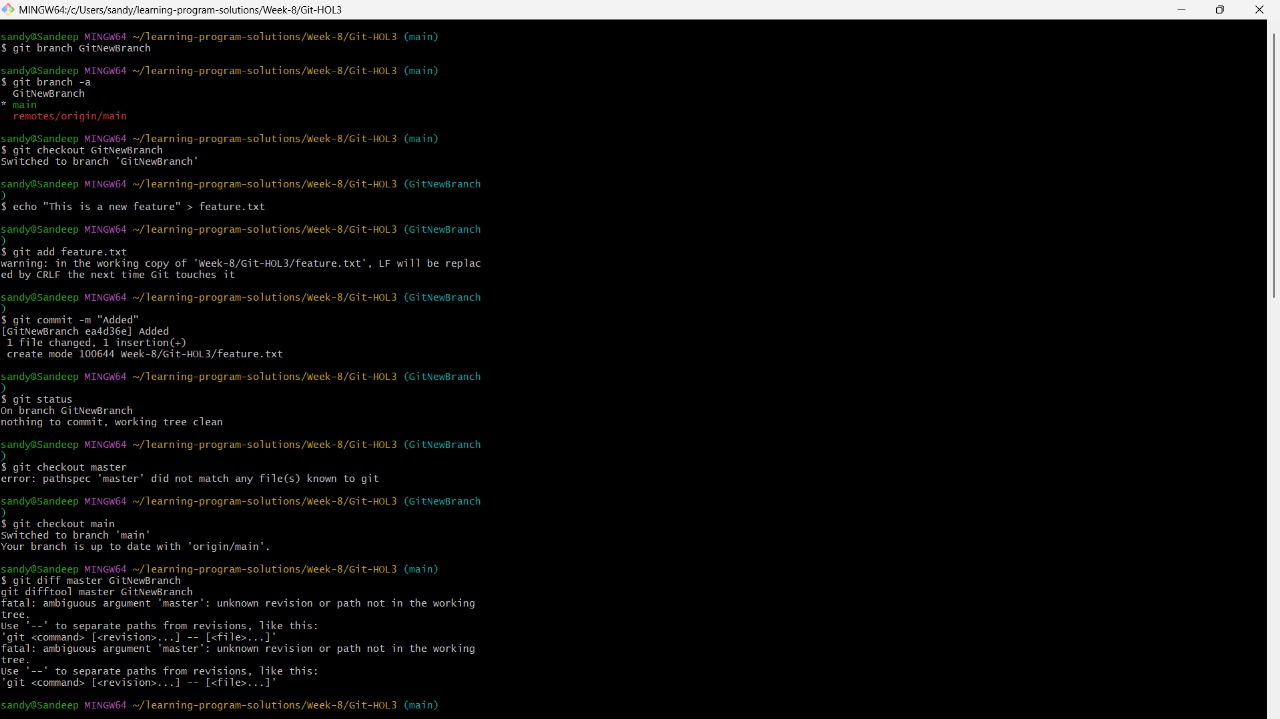 MINGW64:/c/Users/sandy/learning-program-solutions/Week-8/Git-HOL3
sandy@Sandeep MINGW64 ~/learning-program-solutions/Week-8/Git-HOL3 (main)
$ git branch GitNewBranch
sandy@Sandeep MINGW64 ~/learning-program-solutions/Week-8/Git-HOL3 (main)
$ git branch -a
  GitNewBranch
* main
  remotes/origin/main
sandy@Sandeep MINGW64 ~/learning-program-solutions/Week-8/Git-HOL3 (main)
$ git checkout GitNewBranch
Switched to branch 'GitNewBranch'
sandy@Sandeep MINGW64 ~/learning-program-solutions/Week-8/Git-HOL3 (GitNewBranch
)
$ echo "This is a new feature" > feature.txt
sandy@Sandeep MINGW64 ~/learning-program-solutions/Week-8/Git-HOL3 (GitNewBranch
)
$ git add feature.txt
warning: in the working copy of 'Week-8/Git-HOL3/feature.txt', LF will be replac
ed by CRLF the next time Git touches it
sandy@Sandeep MINGW64 ~/learning-program-solutions/Week-8/Git-HOL3 (GitNewBranch
)
$ git commit -m "Added"
[GitNewBranch ea4d36e] Added
 1 file changed, 1 insertion(+)
 create mode 100644 Week-8/Git-HOL3/feature.txt
sandy@Sandeep MINGW64 ~/learning-program-solutions/Week-8/Git-HOL3 (GitNewBranch
)
$ git status
On branch GitNewBranch
nothing to commit, working tree clean
sandy@Sandeep MINGW64 ~/learning-program-solutions/Week-8/Git-HOL3 (GitNewBranch
)
$ git checkout master
error: pathspec 'master' did not match any file(s) known to git
sandy@Sandeep MINGW64 ~/learning-program-solutions/Week-8/Git-HOL3 (GitNewBranch
)
$ git checkout main
Switched to branch 'main'
Your branch is up to date with 'origin/main'.
sandy@Sandeep MINGW64 ~/learning-program-solutions/Week-8/Git-HOL3 (main)
$ git diff master GitNewBranch
git difftool master GitNewBranch
fatal: ambiguous argument 'master': unknown revision or path not in the working
tree.
Use '--' to separate paths from revisions, like this:
'git <command> [<revision>...] -- [<file>...]'
fatal: ambiguous argument 'master': unknown revision or path not in the working
tree.
Use '--' to separate paths from revisions, like this:
'git <command> [<revision>...] -- [<file>...]'
sandy@Sandeep MINGW64 ~/learning-program-solutions/Week-8/Git-HOL3 (main)